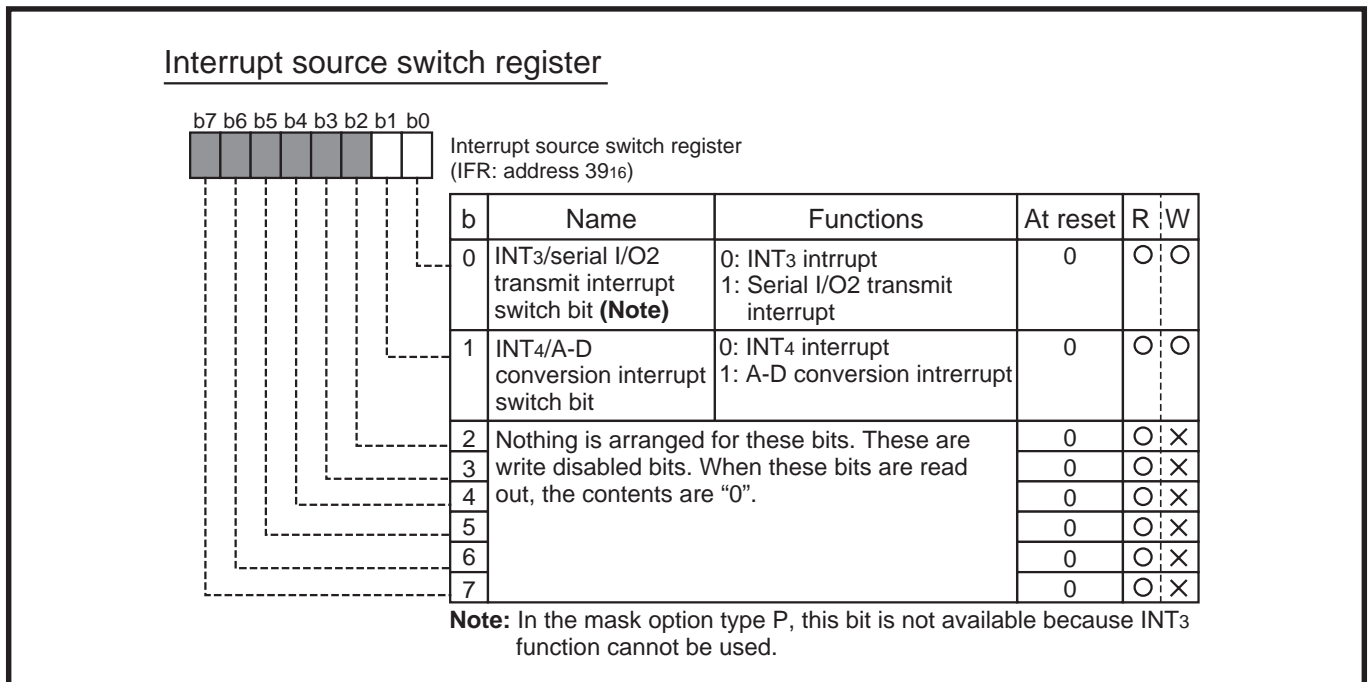 Interrupt source switch register
b7 b6 b5 b4 b3 b2 b1 b0
Interrupt source switch register
(IFR: address 3916)
b Name Functions At reset R W
0 INT3/serial I/O2 transmit interrupt switch bit (Note) 0: INT3 intrrupt 1: Serial I/O2 transmit interrupt 0 O O
1 INT4/A-D conversion interrupt switch bit 0: INT4 interrupt 1: A-D conversion intrerrupt 0 O O
2 Nothing is arranged for these bits. These are 0 O ×
3 write disabled bits. When these bits are read 0 O ×
4 out, the contents are “0”. 0 O ×
5 0 O ×
6 0 O ×
7 0 O ×
Note: In the mask option type P, this bit is not available because INT3
function cannot be used.